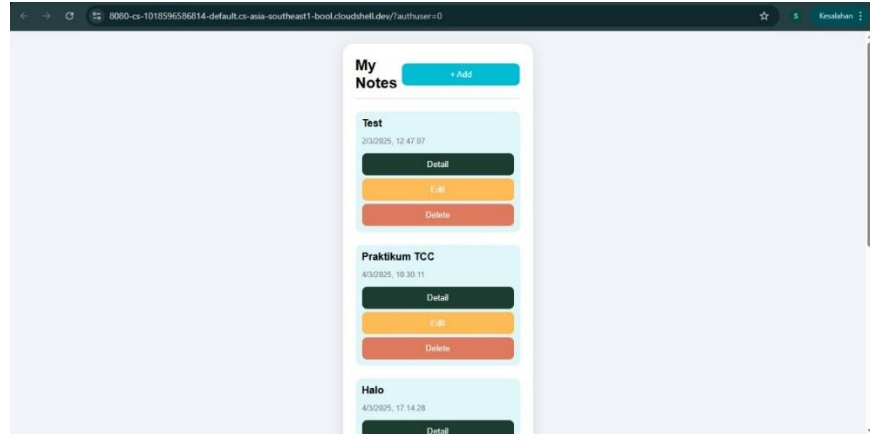 8080-cs-1018596586814-default.cs-asia-southeast1-bool.cloudshell.dev/?authuser=0
S
Kesalahan
My
Notes
+ Add
Test
2/3/2025, 12.47.07
Detail
Edit
Delete
Praktikum TCC
4/3/2025, 10.30.11
Detail
Edit
Delete
Halo
4/3/2025, 17.14.28
Detail